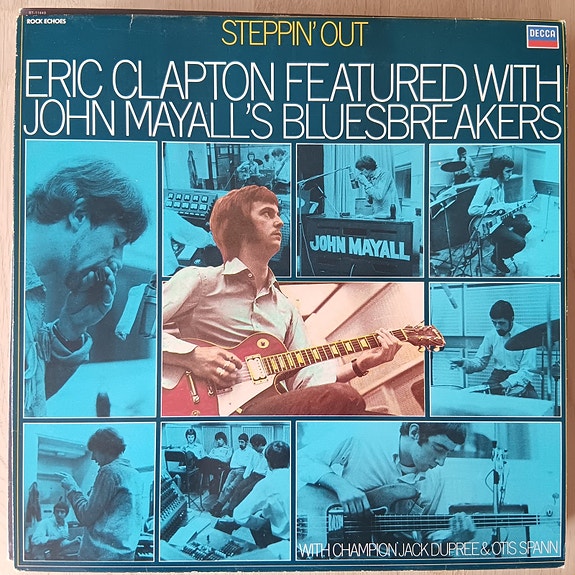 ROCK ECHOES
STEPPIN' OUT
DECCA
ERIC CLAPTON FEATURED WITH
JOHN MAYALL'S BLUESBREAKERS
JOHN MAYALL
WITH CHAMPION JACK DUPREE & OTIS SPANN